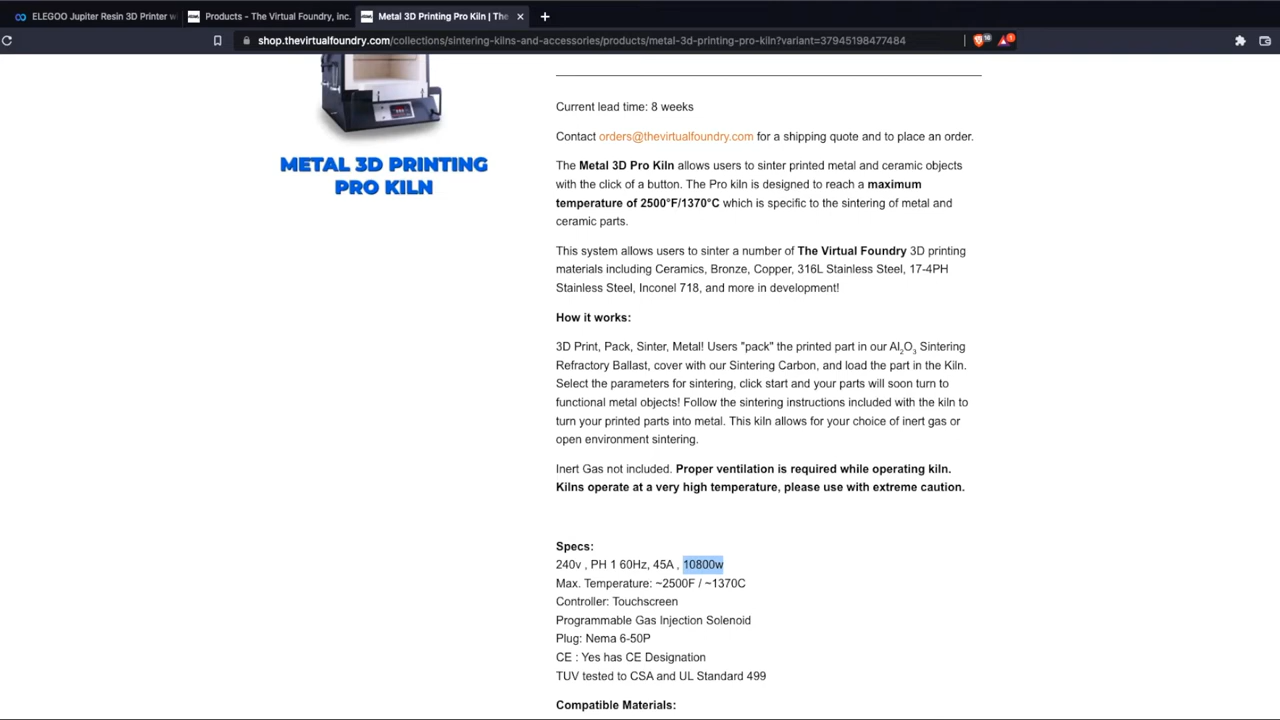 ELEGOO Jupiter Resin 3D Printer w
Products - The Virtual Foundry, inc.
Metal 3D Printing Pro Kiln | The
shop.thevirtualfoundry.com/collections/sintering-kilns-and-accessories/products/metal-3d-printing-pro-kiln?variant=37945198477484
16
1
METAL 3D PRINTING
PRO KILN
Current lead time: 8 weeks
Contact orders@thevirtualfoundry.com for a shipping quote and to place an order.
The Metal 3D Pro Kiln allows users to sinter printed metal and ceramic objects
with the click of a button. The Pro kiln is designed to reach a maximum
temperature of 2500°F/1370°C which is specific to the sintering of metal and
ceramic parts.
This system allows users to sinter a number of The Virtual Foundry 3D printing
materials including Ceramics, Bronze, Copper, 316L Stainless Steel, 17-4PH
Stainless Steel, Inconel 718, and more in development!
How it works:
3D Print, Pack, Sinter, Metal! Users "pack" the printed part in our Al2O3 Sintering
Refractory Ballast, cover with our Sintering Carbon, and load the part in the Kiln.
Select the parameters for sintering, click start and your parts will soon turn to
functional metal objects! Follow the sintering instructions included with the kiln to
turn your printed parts into metal. This kiln allows for your choice of inert gas or
open environment sintering.
Inert Gas not included. Proper ventilation is required while operating kiln.
Kilns operate at a very high temperature, please use with extreme caution.
Specs:
240v , PH 1 60Hz, 45A , 10800w
Max. Temperature: ~2500F / ~1370C
Controller: Touchscreen
Programmable Gas Injection Solenoid
Plug: Nema 6-50P
CE : Yes has CE Designation
TUV tested to CSA and UL Standard 499
Compatible Materials: